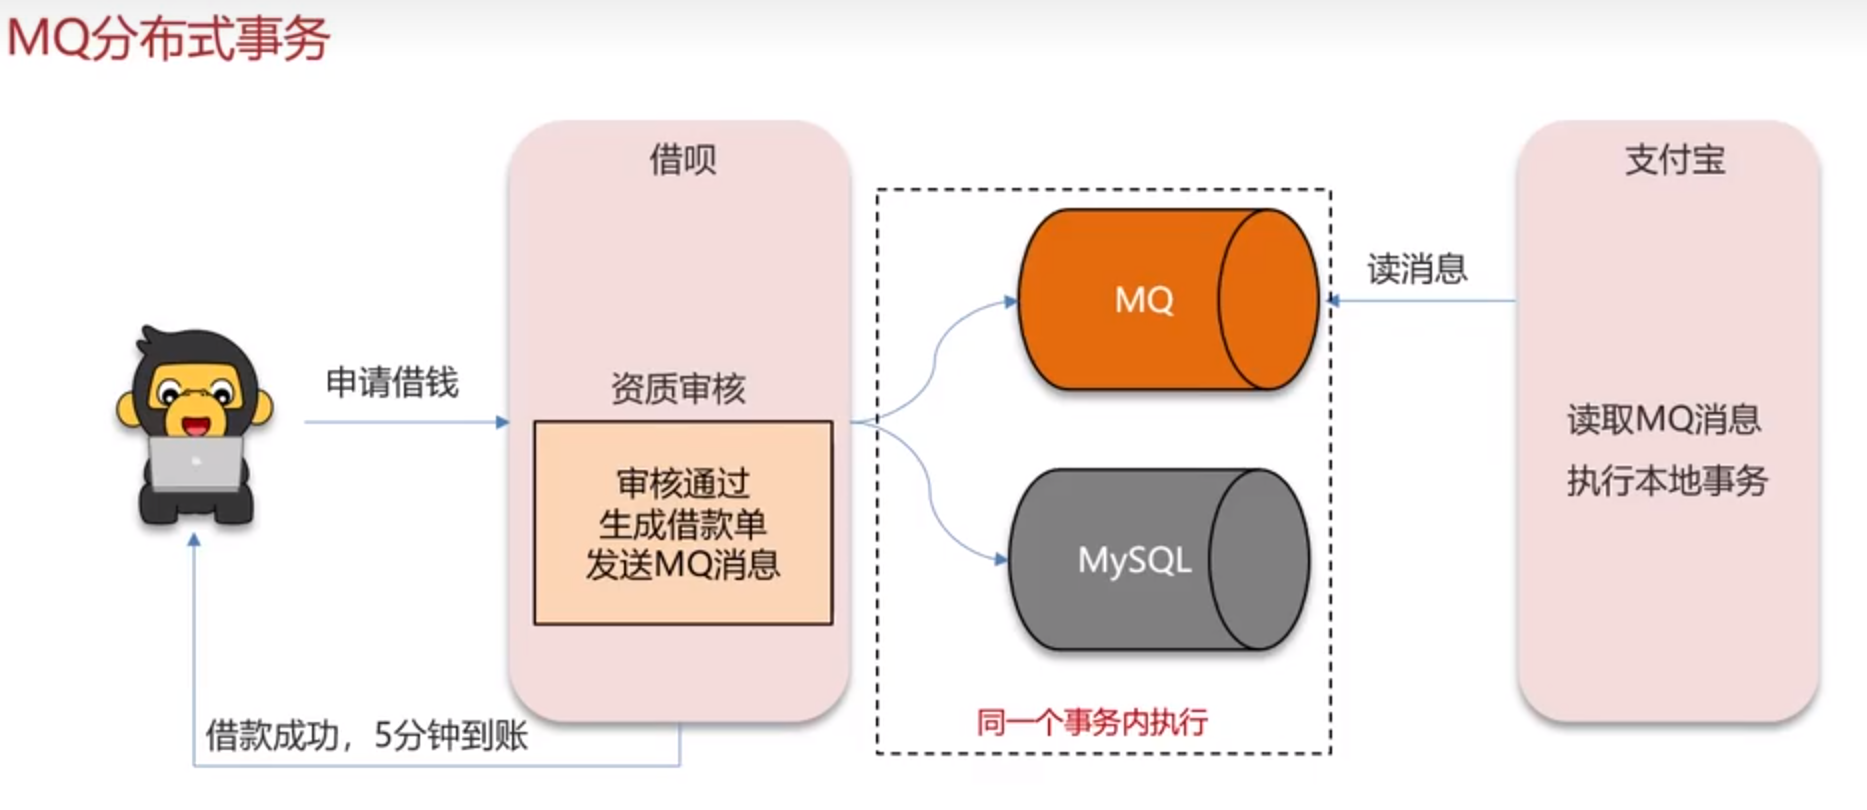 MQ分布式事务
借呗
支付宝
读消息
MQ
申请借钱
资质审核
审核通过
生成借款单
发送MQ消息
读取MQ消息
执行本地事务
MySQL
同一个事务内执行
借款成功，5分钟到账